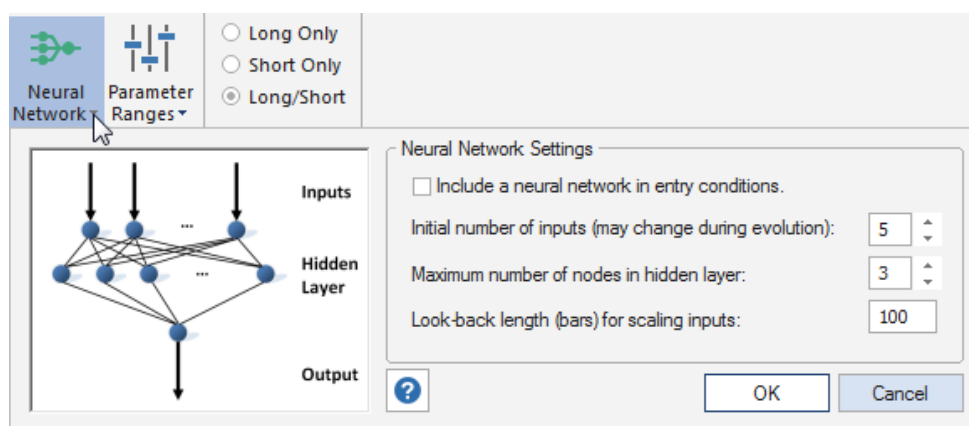 Long Only
Short Only
Long/Short
Neural
Network
Parameter
Ranges
Inputs
...
Hidden
Layer
...
Output
Neural Network Settings
Include a neural network in entry conditions.
Initial number of inputs (may change during evolution): 5
Maximum number of nodes in hidden layer: 3
Look-back length (bars) for scaling inputs: 100
?
OK Cancel